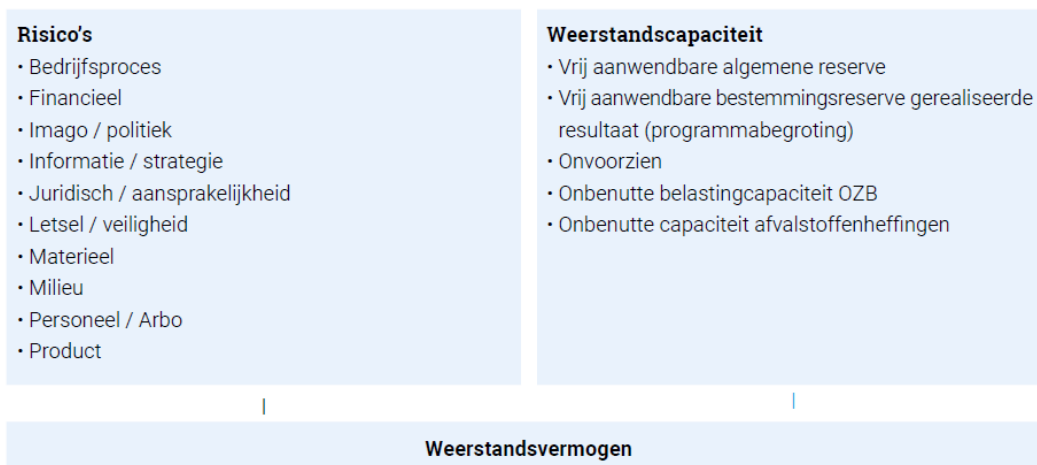 Risico's
• Bedrijfsproces
• Financieel
• Imago / politiek
• Informatie / strategie
• Juridisch / aansprakelijkheid
• Letsel / veiligheid
• Materieel
• Milieu
• Personeel / Arbo
• Product
Weerstandscapaciteit
• Vrij aanwendbare algemene reserve
• Vrij aanwendbare bestemmingsreserve gerealiseerde
resultaat (programmabegroting)
• Onvoorzien
• Onbenutte belastingcapaciteit OZB
• Onbenutte capaciteit afvalstoffenheffingen
Weerstandsvermogen